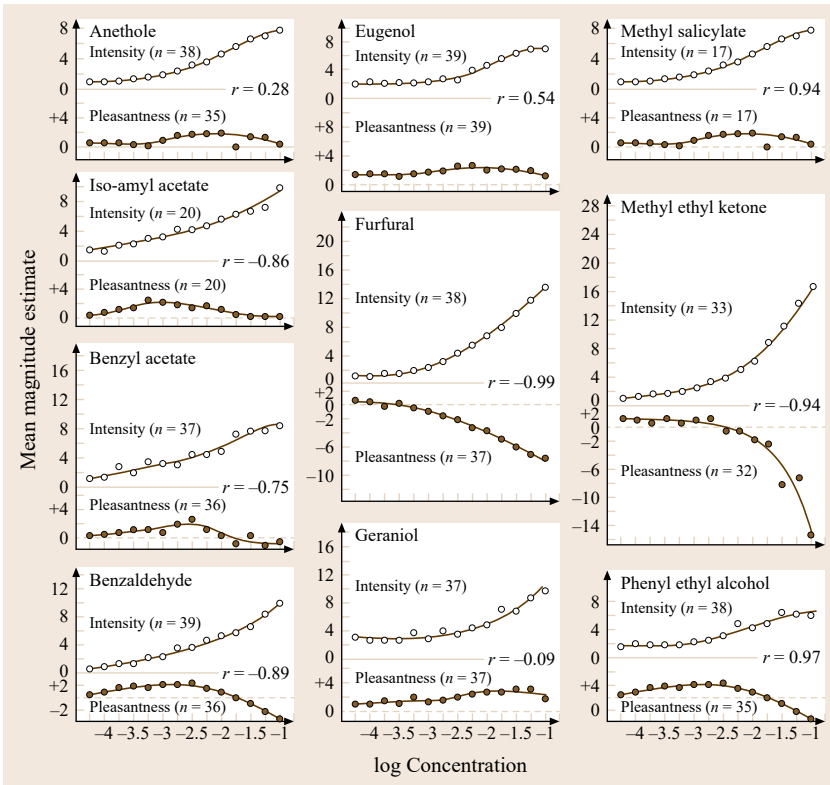 Mean magnitude estimate
Anethole
8
Intensity (n = 38)
4
0
r = 0.28
Pleasantness (n = 35)
+4
0
Iso-amyl acetate
8
Intensity (n = 20)
4
0
r = –0.86
Pleasantness (n = 20)
+4
0
Benzyl acetate
16
12
8
Intensity (n = 37)
4
0
r = –0.75
Pleasantness (n = 36)
+4
0
Benzaldehyde
12
8
Intensity (n = 39)
4
0
r = –0.89
+2
Pleasantness (n = 36)
–2
–4 –3.5 –3 –2.5 –2 –1.5 –1
Eugenol
8
Intensity (n = 39)
4
0
r = 0.54
+8
Pleasantness (n = 39)
+4
0
Furfural
20
16
12
Intensity (n = 38)
8
4
0
r = –0.99
+2
0
–2
–6
Pleasantness (n = 37)
–10
Geraniol
16
12
Intensity (n = 37)
8
4
0
r = –0.09
Pleasantness (n = 37)
+4
0
–4 –3.5 –3 –2.5 –2 –1.5 –1
Methyl salicylate
8
Intensity (n = 17)
4
0
r = 0.94
Pleasantness (n = 17)
+4
0
Methyl ethyl ketone
28
24
20
16
Intensity (n = 33)
12
8
4
0
r = –0.94
+2
0
–2
–6
Pleasantness (n = 32)
–10
–14
Phenyl ethyl alcohol
8
Intensity (n = 38)
4
0
r = 0.97
+4
0
Pleasantness (n = 35)
–4 –3.5 –3 –2.5 –2 –1.5 –1
log Concentration